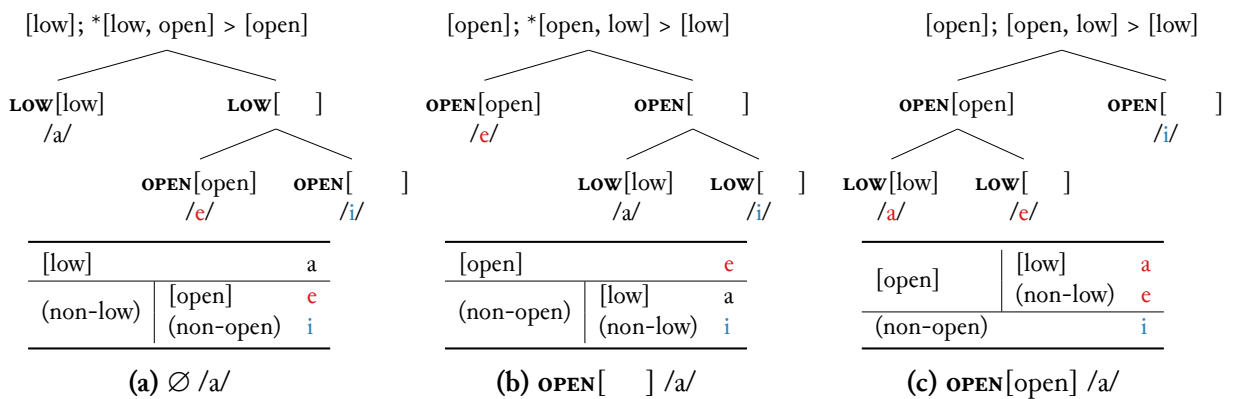 [low]; *[low, open] > [open]
LOW[low]
/a/
LOW[ ]
OPEN[open]
/e/
OPEN[ ]
/i/
[low] a
(non-low) [open] e
(non-open) i
(a) ∅ /a/
[open]; *[open, low] > [low]
OPEN[open]
/e/
OPEN[ ]
LOW[low]
/a/
LOW[ ]
/i/
[open] e
(non-open) [low] a
(non-low) i
(b) OPEN[ ] /a/
[open]; [open, low] > [low]
OPEN[open]
OPEN[ ]
/i/
LOW[low]
/a/
LOW[ ]
/e/
[open] [low] a
(non-low) e
(non-open) i
(c) OPEN[open] /a/